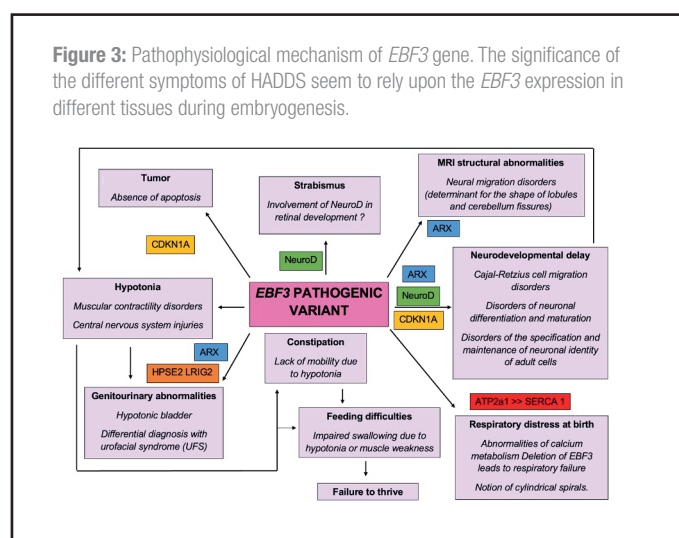 Figure 3: Pathophysiological mechanism of EBF3 gene. The significance of
the different symptoms of HADDS seem to rely upon the EBF3 expression in
different tissues during embryogenesis.
Tumor
Absence of apoptosis
Strabismus
Involvement of NeuroD in
retinal development ?
MRI structural abnormalities
Neural migration disorders
(determinant for the shape of lobules
and cerebellum fissures)
CDKN1A
NeuroD
ARX
Hypotonia
Muscular contractility disorders
Central nervous system injuries
EBF3 PATHOGENIC
VARIANT
ARX
NeuroD
CDKN1A
Neurodevelopmental delay
Cajal-Retzius cell migration
disorders
Disorders of neuronal
differentiation and maturation
Disorders of the specification and
maintenance of neuronal identity
of adult cells
ARX
HPSE2 LRIG2
Genitourinary abnormalities
Hypotonic bladder
Differential diagnosis with
urofacial syndrome (UFS)
Constipation
Lack of mobility due
to hypotonia
Feeding difficulties
Impaired swallowing due to
hypotonia or muscle weakness
Failure to thrive
ATP2a1 >> SERCA 1
Respiratory distress at birth
Abnormalities of calcium
metabolism Deletion of EBF3
leads to respiratory failure
Notion of cylindrical spirals.